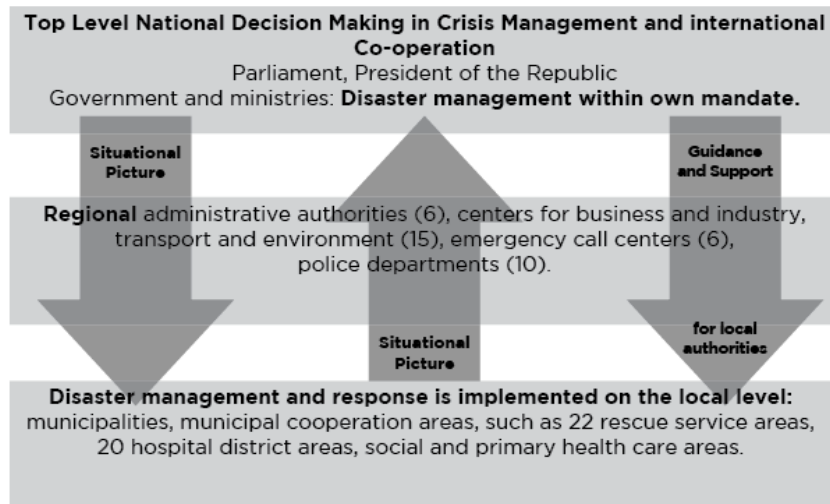 Top Level National Decision Making in Crisis Management and international
Co-operation
Parliament, President of the Republic
Government and ministries: Disaster management within own mandate.
Situational
Picture
Guidance
and Support
Regional administrative authorities (6), centers for business and industry,
transport and environment (15), emergency call centers (6),
police departments (10).
Situational
Picture
for local
authorities
Disaster management and response is implemented on the local level:
municipalities, municipal cooperation areas, such as 22 rescue service areas,
20 hospital district areas, social and primary health care areas.